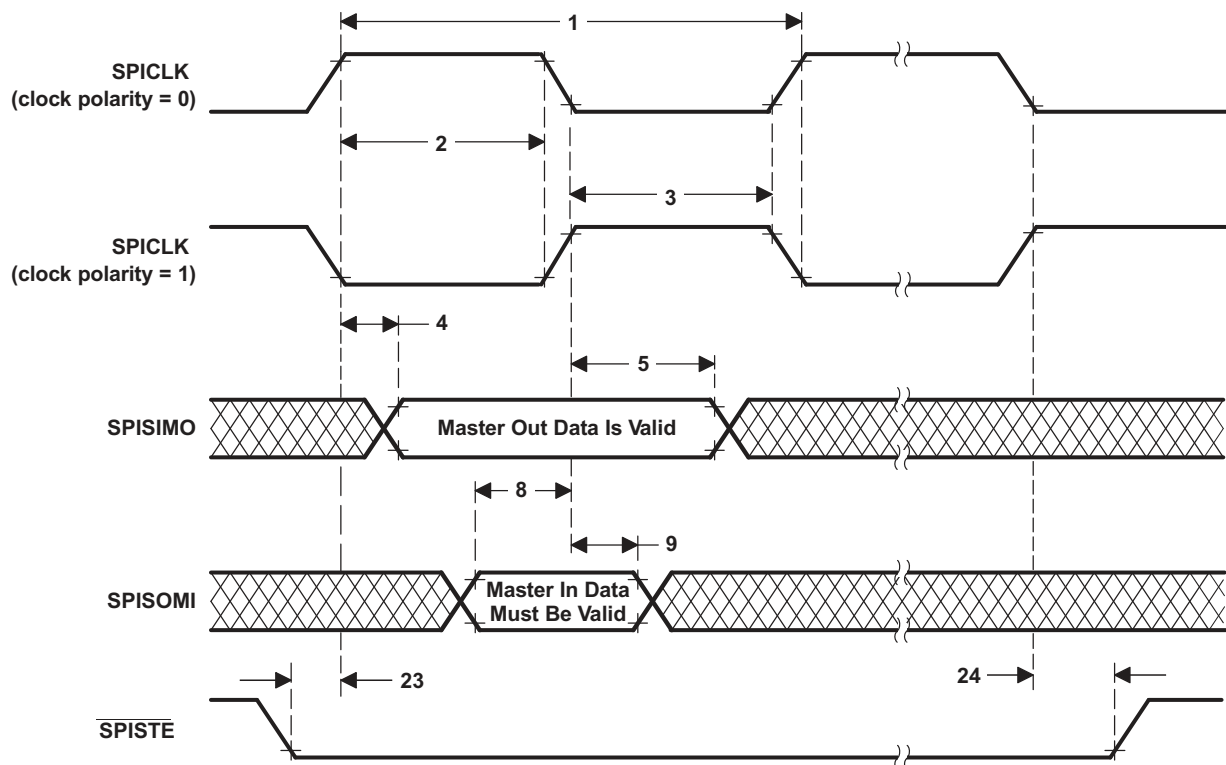 1
SPICLK
(clock polarity = 0)
2
3
SPICLK
(clock polarity = 1)
4
5
SPISIMO
Master Out Data Is Valid
8
9
SPISOMI
Master In Data
Must Be Valid
23
24
SPISTE